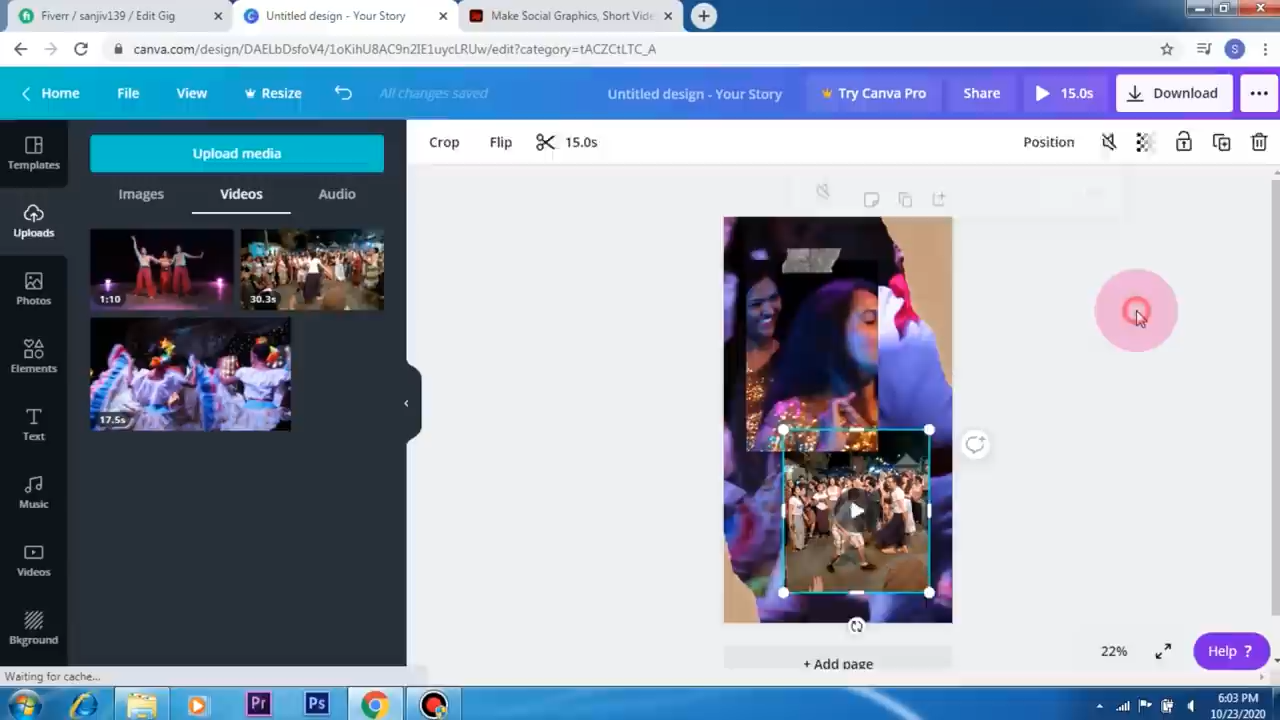 Fiverr / sanjiv139 / Edit Gig
Untitled design - Your Story
Make Social Graphics, Short Vide
canva.com/design/DAELbDsfoV4/1oKihU8AC9n2IE1uycLRUw/edit?category=tACZCtLTC_A
S
Home
File
View
Resize
All changes saved
Untitled design - Your Story
Try Canva Pro
Share
15.0s
Download
Templates
Uploads
Photos
Elements
Text
Music
Videos
Bkground
Upload media
Images
Videos
Audio
1:10
30.3s
17.5s
Crop
Flip
15.0s
Position
+ Add page
22%
Help ?
Waiting for cache...
Pr
Ps
6:03 PM
10/23/2020